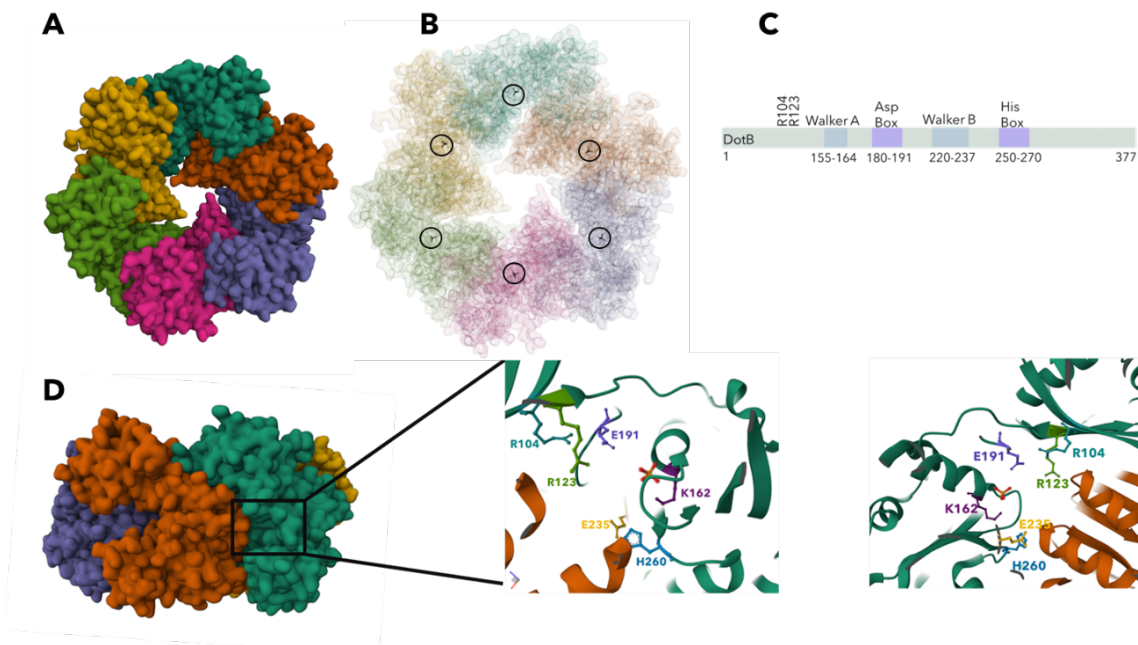 A
B
C
R104
R123
Walker A
Asp
Box
Walker B
His
Box
DotB
1
155-164
180-191
220-237
250-270
377
D
R104
E191
R123
K162
E235
H260
E191
R104
R123
K162
E235
H260